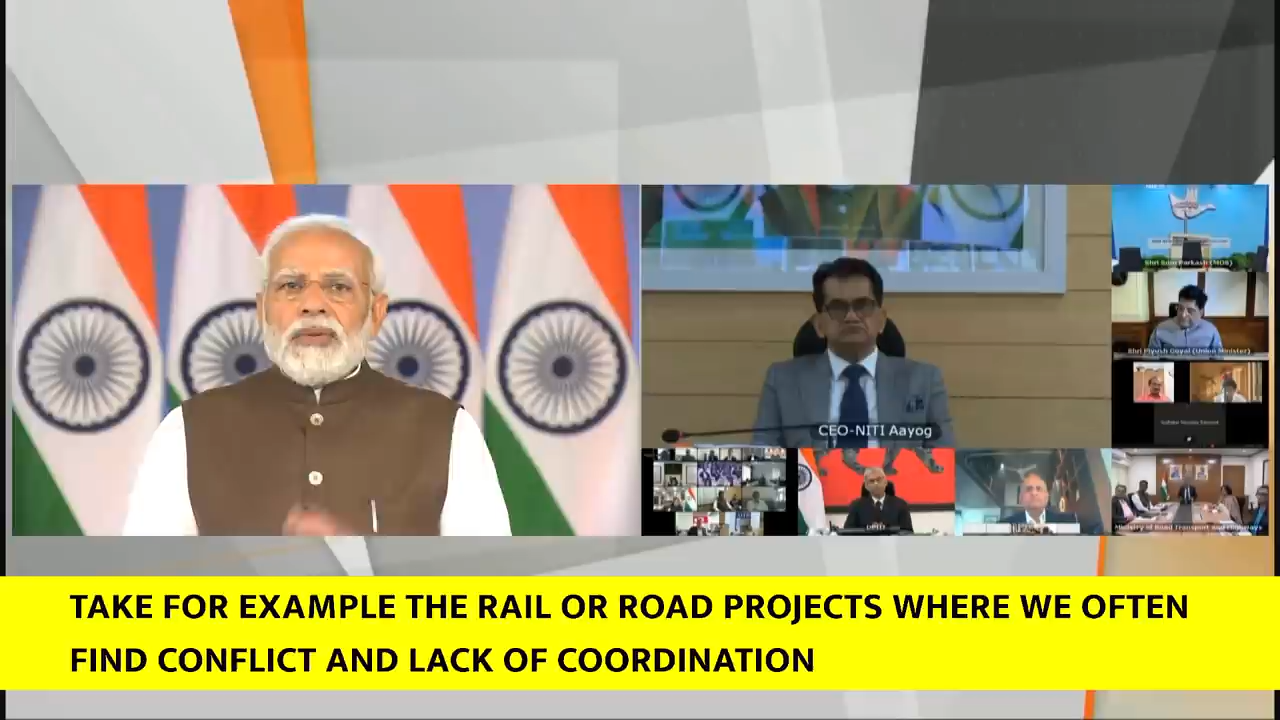 CEO-NITI Aayog
Shri Som Parkash (MOS)
Shri Piyush Goyal (Union Minister)
Ministry of Road Transport and Highways
TAKE FOR EXAMPLE THE RAIL OR ROAD PROJECTS WHERE WE OFTEN
FIND CONFLICT AND LACK OF COORDINATION